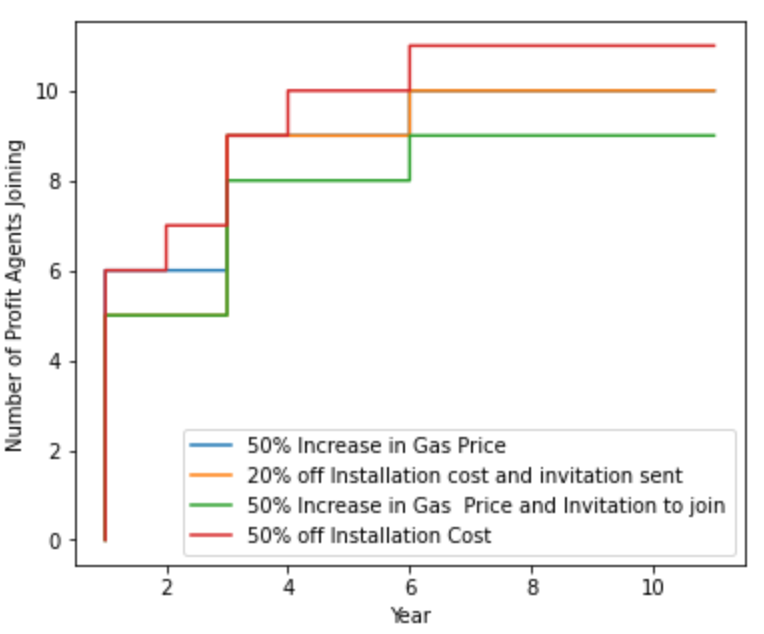 Number of Profit Agents Joining
10
8
6
4
2
0
50% Increase in Gas Price
20% off Installation cost and invitation sent
50% Increase in Gas  Price and Invitation to join
50% off Installation Cost
2 4 6 8 10
Year